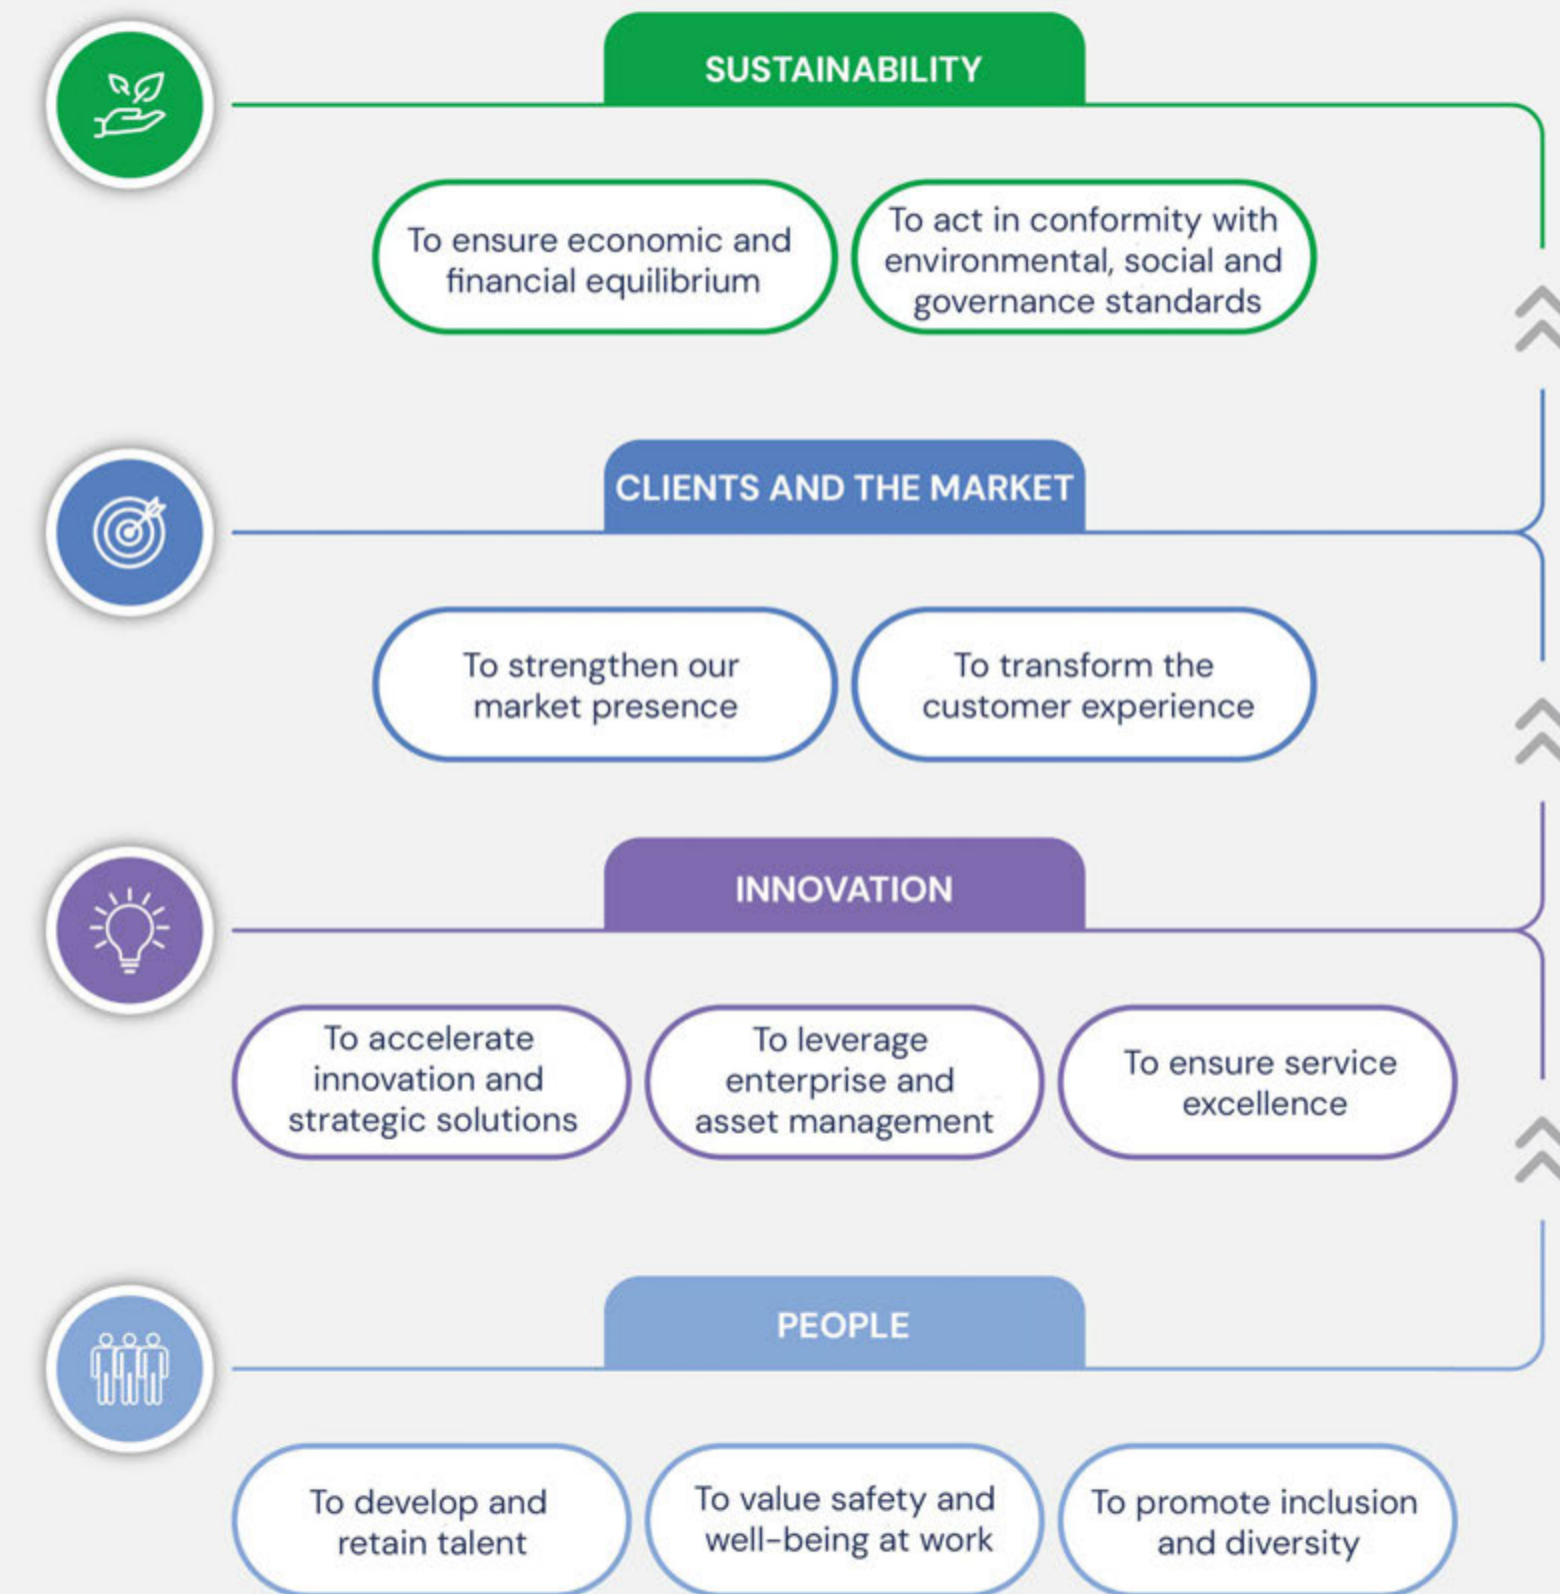 SUSTAINABILITY
To ensure economic and
financial equilibrium
To act in conformity with
environmental, social and
governance standards
CLIENTS AND THE MARKET
To strengthen our
market presence
To transform the
customer experience
INNOVATION
To accelerate
innovation and
strategic solutions
To leverage
enterprise and
asset management
To ensure service
excellence
PEOPLE
To develop and
retain talent
To value safety and
well-being at work
To promote inclusion
and diversity